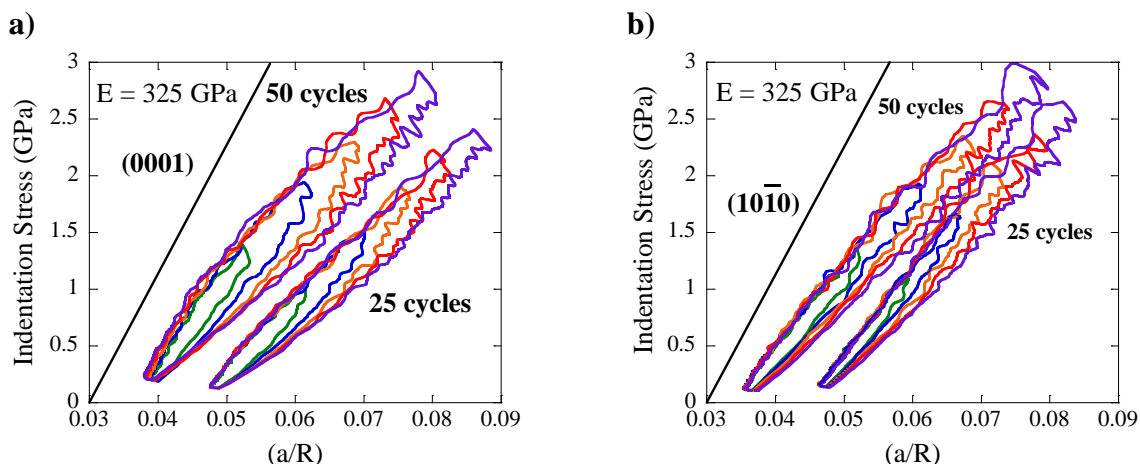 a)
Indentation Stress (GPa)
3
2.5
2
1.5
1
0.5
0
E = 325 GPa
50 cycles
(0001)
25 cycles
0.03 0.04 0.05 0.06 0.07 0.08 0.09
(a/R)
b)
Indentation Stress (GPa)
3
2.5
2
1.5
1
0.5
0
E = 325 GPa
50 cycles
(101̅0)
25 cycles
0.03 0.04 0.05 0.06 0.07 0.08 0.09
(a/R)